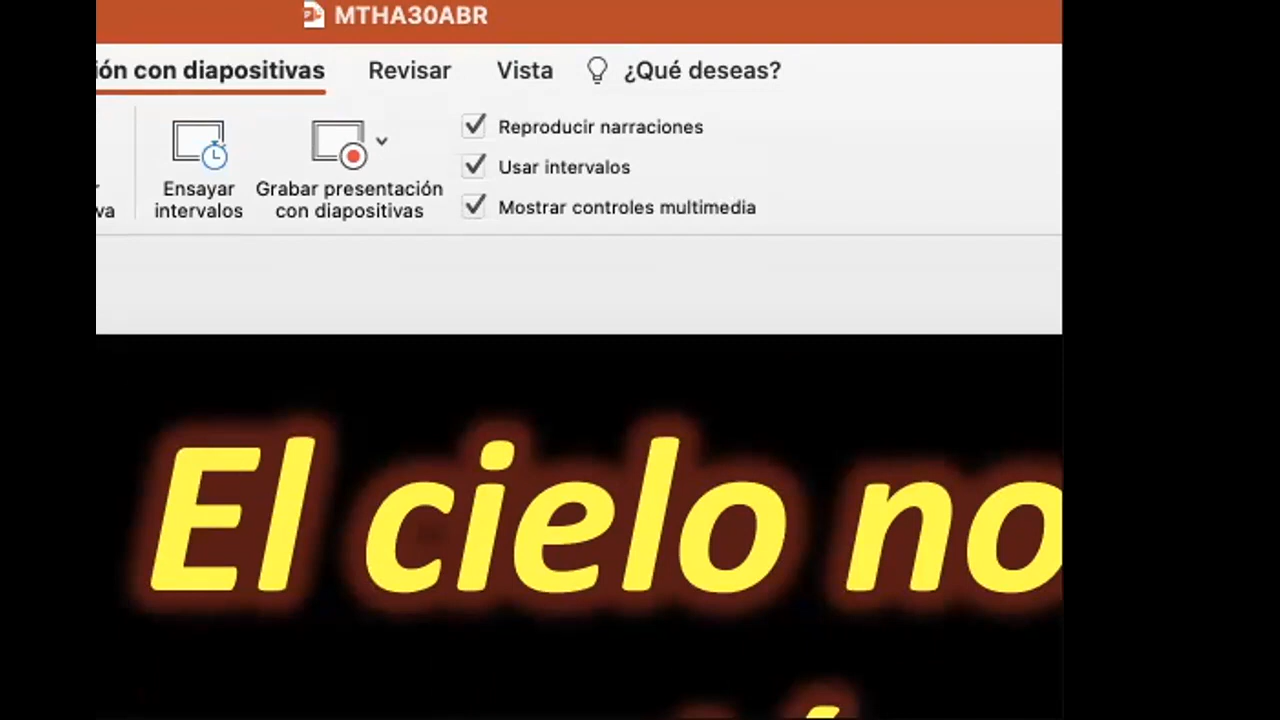 MTHA30ABR
ión con diapositivas Revisar Vista ¿Qué deseas?
Ensayar intervalos
Grabar presentación con diapositivas
Reproducir narraciones
Usar intervalos
Mostrar controles multimedia
El cielo no